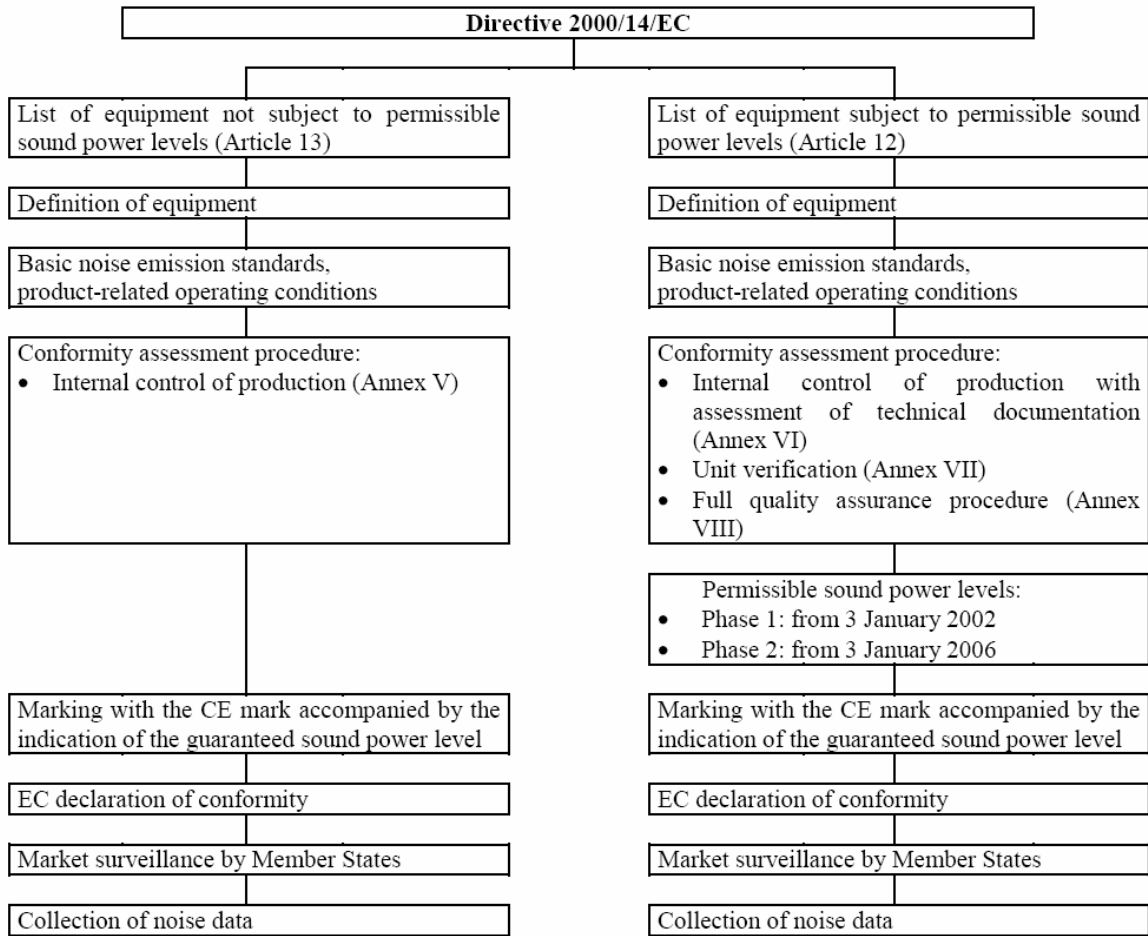 Directive 2000/14/EC
List of equipment not subject to permissible
sound power levels (Article 13)
Definition of equipment
Basic noise emission standards,
product-related operating conditions
Conformity assessment procedure:
• Internal control of production (Annex V)
Marking with the CE mark accompanied by the
indication of the guaranteed sound power level
EC declaration of conformity
Market surveillance by Member States
Collection of noise data
List of equipment subject to permissible sound
power levels (Article 12)
Definition of equipment
Basic noise emission standards,
product-related operating conditions
Conformity assessment procedure:
• Internal control of production with
assessment of technical documentation
(Annex VI)
• Unit verification (Annex VII)
• Full quality assurance procedure (Annex
VIII)
Permissible sound power levels:
• Phase 1: from 3 January 2002
• Phase 2: from 3 January 2006
Marking with the CE mark accompanied by the
indication of the guaranteed sound power level
EC declaration of conformity
Market surveillance by Member States
Collection of noise data